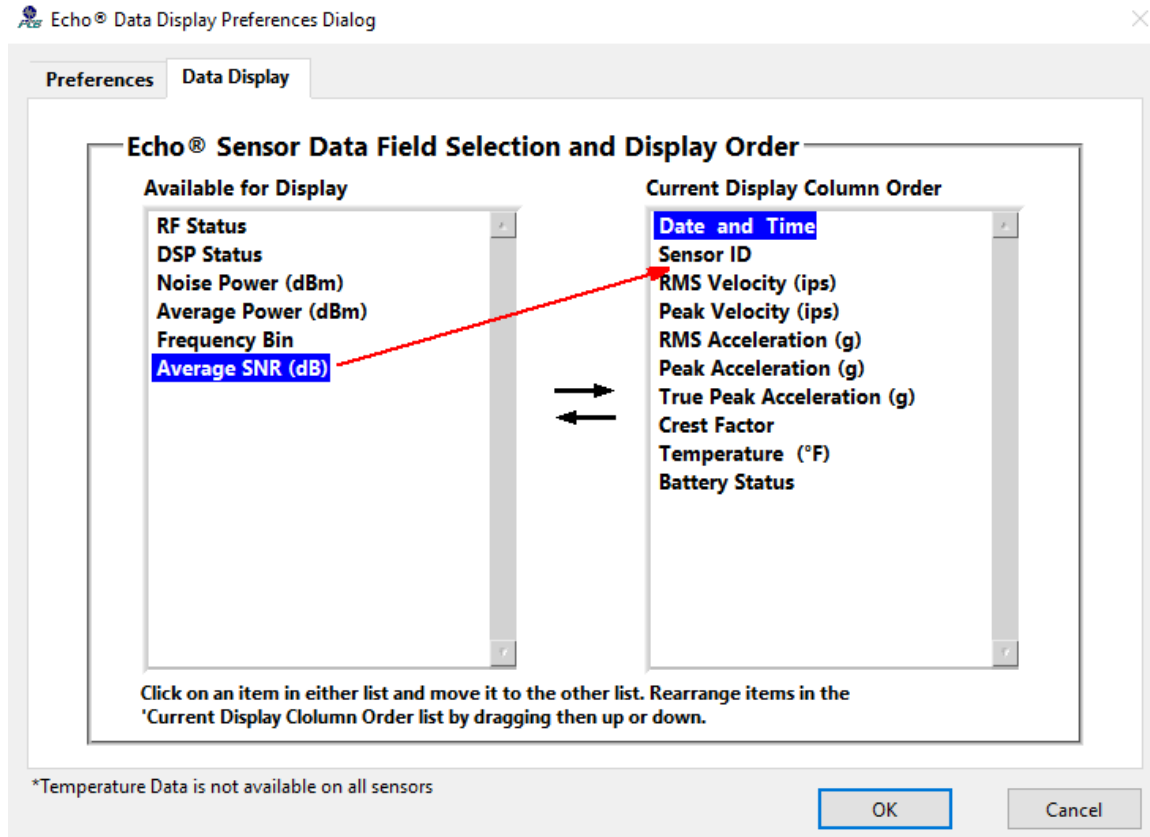 PCB
Echo® Data Display Preferences Dialog
Preferences
Data Display
Echo® Sensor Data Field Selection and Display Order
Available for Display
RF Status
DSP Status
Noise Power (dBm)
Average Power (dBm)
Frequency Bin
Average SNR (dB)
Current Display Column Order
Date and Time
Sensor ID
RMS Velocity (ips)
Peak Velocity (ips)
RMS Acceleration (g)
Peak Acceleration (g)
True Peak Acceleration (g)
Crest Factor
Temperature (°F)
Battery Status
Click on an item in either list and move it to the other list. Rearrange items in the
'Current Display Clolumn Order list by dragging then up or down.
*Temperature Data is not available on all sensors
OK
Cancel